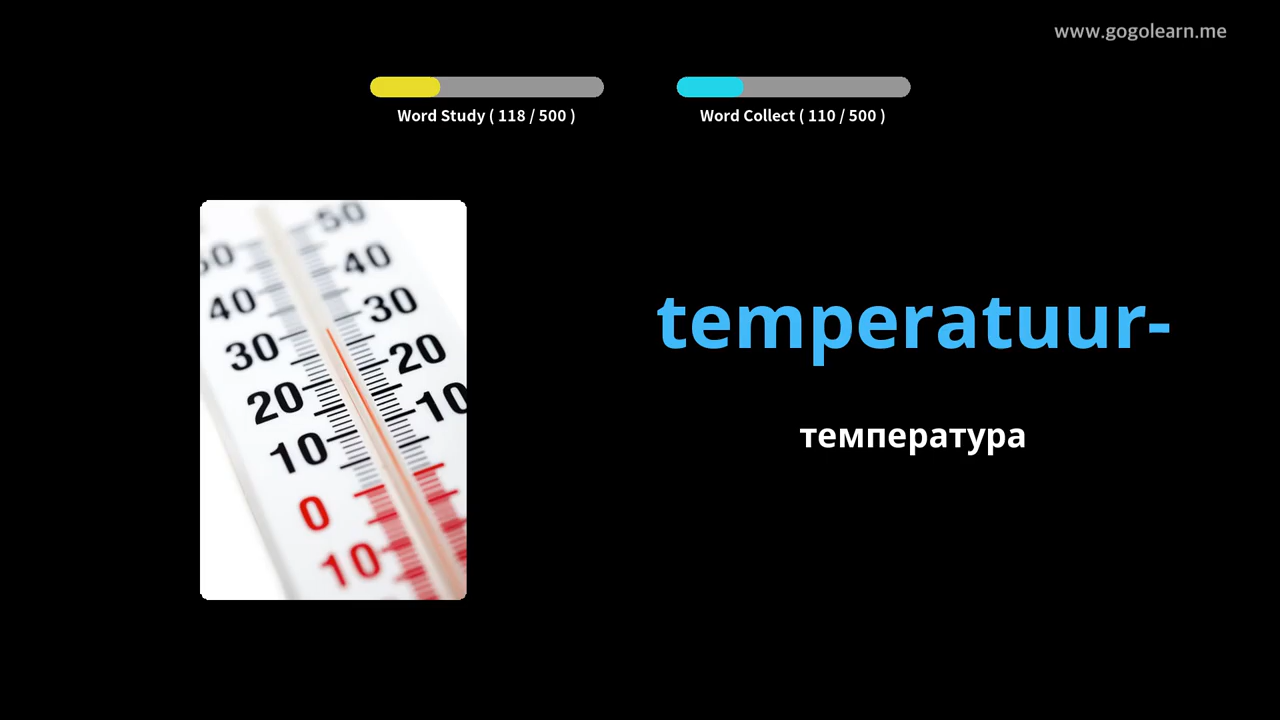 www.gogolearn.me
Word Study ( 118 / 500 )
Word Collect ( 110 / 500 )
temperatuur-
температура
50
50
40
40
30
30
20
20
10
10
0
10